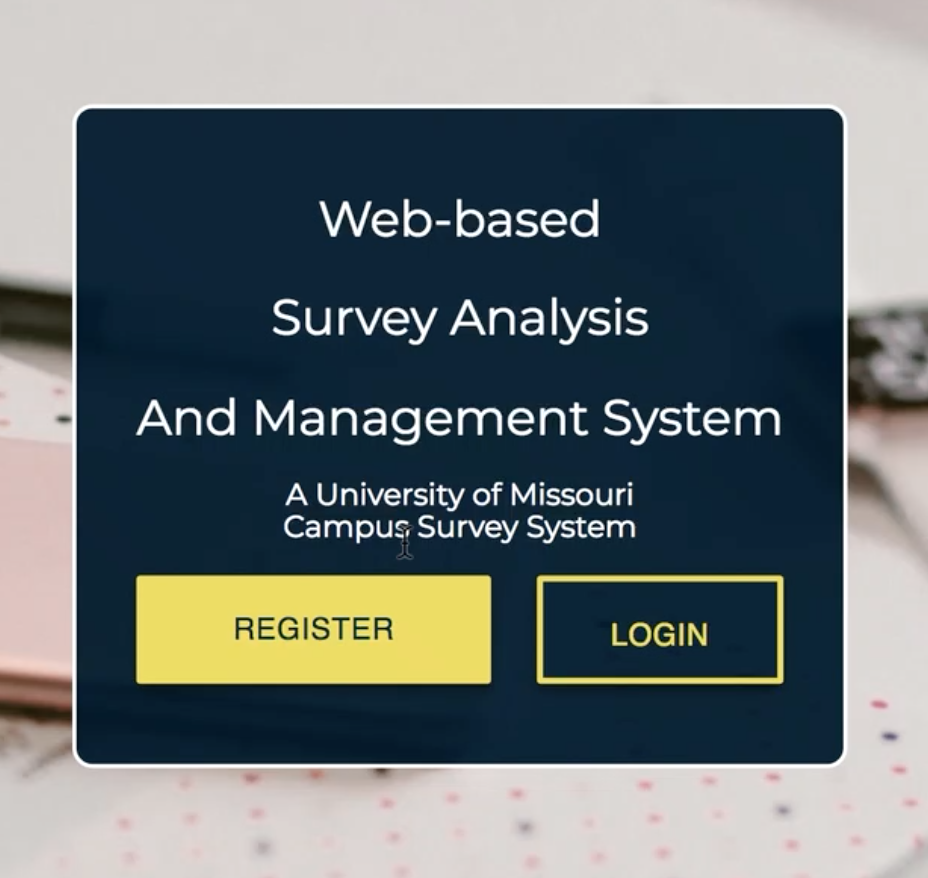 Web-based
Survey Analysis
And Management System
A University of Missouri
Campus Survey System
REGISTER
LOGIN